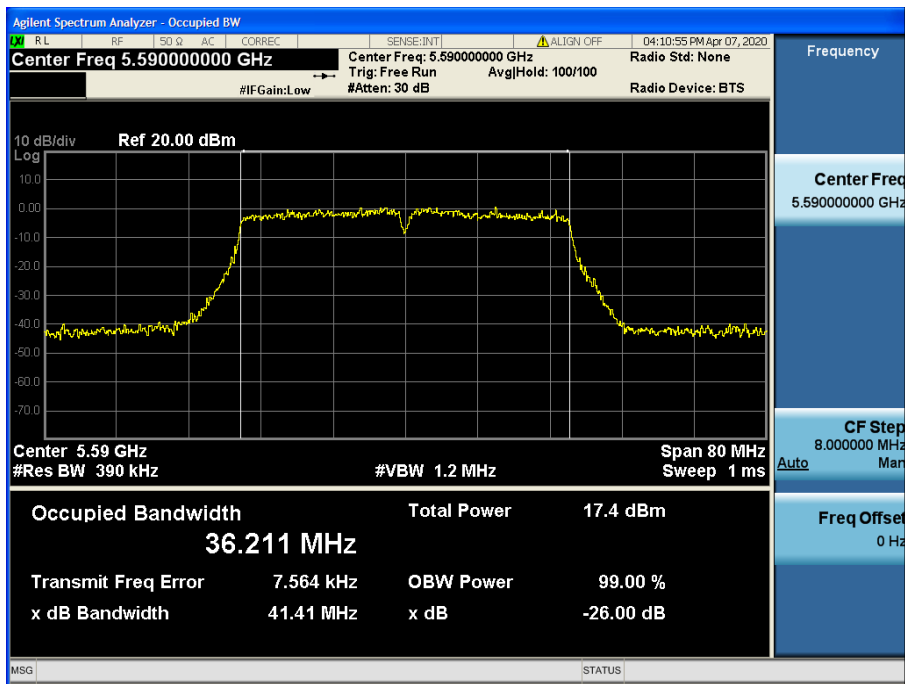 Agilent Spectrum Analyzer - Occupied BW
LXI RL RF 50 Ω AC CORREC SENSE:INT ALIGN OFF 04:10:55 PM Apr 07, 2020
Center Freq 5.590000000 GHz
Center Freq: 5.590000000 GHz
Radio Std: None
Trig: Free Run Avg|Hold: 100/100
#IFGain:Low
#Atten: 30 dB
Radio Device: BTS
Frequency
10 dB/div Ref 20.00 dBm
Log
10.0
0.00
-10.0
-20.0
-30.0
-40.0
-50.0
-60.0
-70.0
Center Freq
5.590000000 GHz
Center 5.59 GHz Span 80 MHz
#Res BW 390 kHz #VBW 1.2 MHz Sweep 1 ms
CF Step
8.000000 MHz
Auto Man
Occupied Bandwidth Total Power 17.4 dBm
36.211 MHz
Transmit Freq Error 7.564 kHz OBW Power 99.00 %
x dB Bandwidth 41.41 MHz x dB -26.00 dB
Freq Offset
0 Hz
MSG STATUS